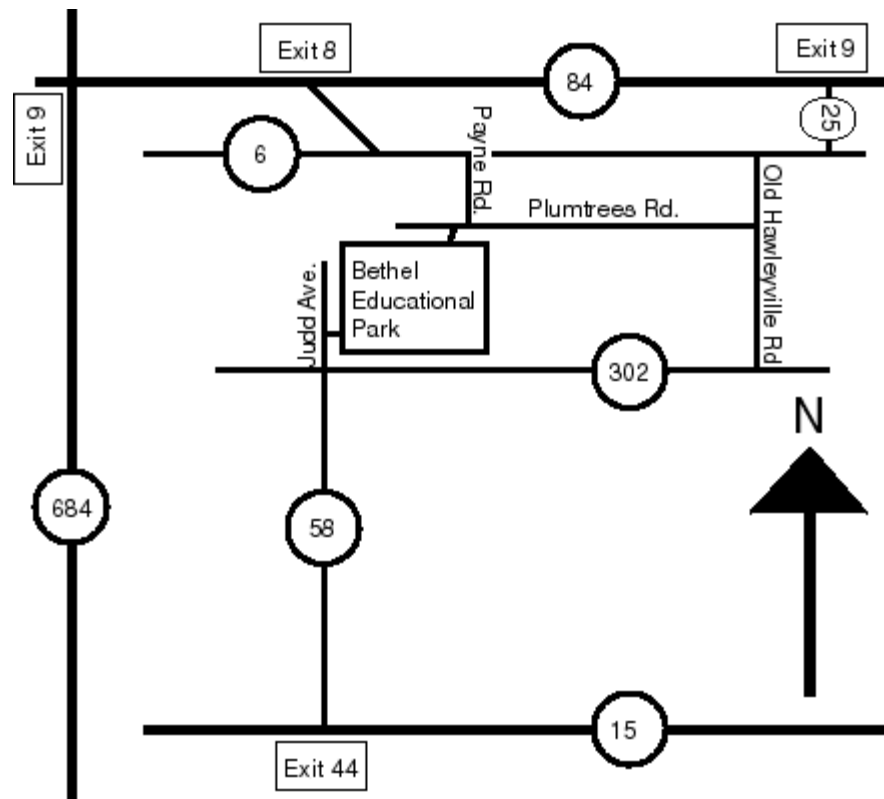 Exit 8
Exit 9
84
Exit 9
25
6
Payne Rd.
Old Hawleyville Rd
Plumtrees Rd.
Judd Ave.
Bethel
Educational
Park
302
N
684
58
15
Exit 44